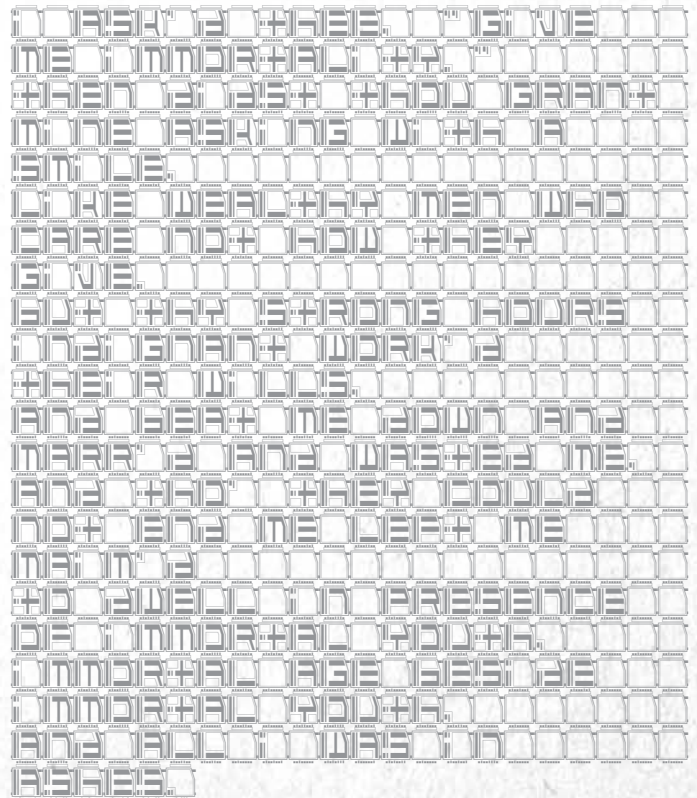 I ASK'D THEE, "GIVE
ME IMMORTALITY."
THEN DIDST THOU GRANT
MINE ASKING WITH A
SMILE,
LIKE WEALTHY MEN WHO
CARE NOT HOW THEY
GIVE.
BUT THY STRONG HOURS
INDIGNANT WORK'D
THEIR WILLS,
AND BEAT ME DOWN AND
MARR'D AND WASTED ME,
AND THO' THEY COULD
NOT END ME LEFT ME
MAIM'D
TO DWELL IN PRESENCE
OF IMMORTAL YOUTH,
IMMORTAL AGE BESIDE
IMMORTAL YOUTH,
AND ALL I WAS IN
ASHES.